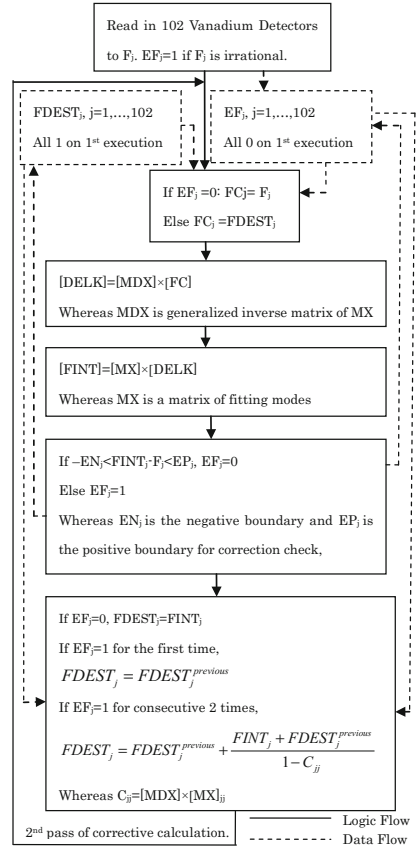 Read in 102 Vanadium Detectors
to Fj. EFj=1 if Fj is irrational.
FDESTj, j=1,…,102
All 1 on 1st execution
EFj, j=1,…,102
All 0 on 1st execution
If EFj =0: FCj= Fj
Else FCj =FDESTj
[DELK]=[MDX]×[FC]
Whereas MDX is generalized inverse matrix of MX
[FINT]=[MX]×[DELK]
Whereas MX is a matrix of fitting modes
If –ENj<FINTj-Fj<EPj, EFj=0
Else EFj=1
Whereas ENj is the negative boundary and EPj is
the positive boundary for correction check,
If EFj=0, FDESTj=FINTj
If EFj=1 for the first time,
FDESTj = FDESTj^previous
If EFj=1 for consecutive 2 times,
FDESTj = FDESTj^previous + (FINTj + FDESTj^previous) / (1 − Cjj)
Whereas Cjj=[MDX]×[MX]jj
2nd pass of corrective calculation.
Logic Flow
Data Flow